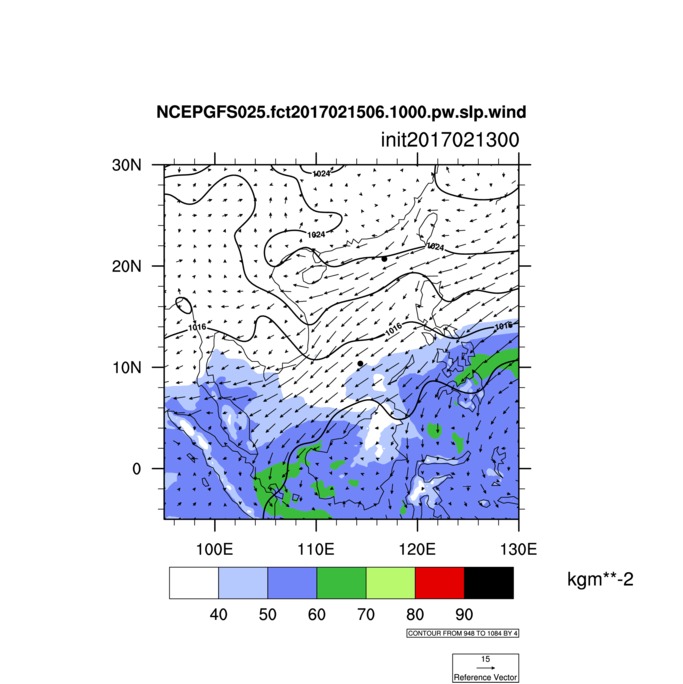 NCEPGFS025.fct2017021506.1000.pw.slp.wind
init2017021300
30N
1024
1024
1024
20N
1016
1016
1016
10N
0
100E 110E 120E 130E
kgm**-2
40 50 60 70 80 90
CONTOUR FROM 948 TO 1084 BY 4
15
Reference Vector